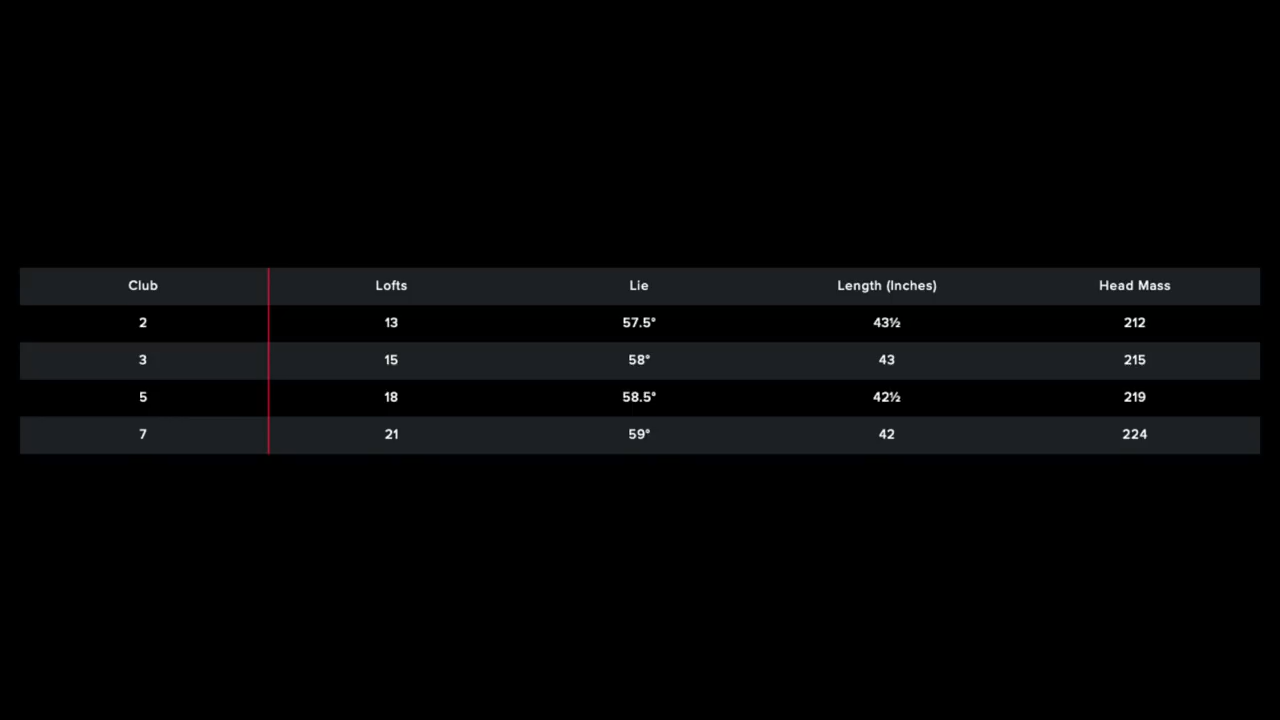 Club Lofts Lie Length (Inches) Head Mass
2 13 57.5° 43½ 212
3 15 58° 43 215
5 18 58.5° 42½ 219
7 21 59° 42 224